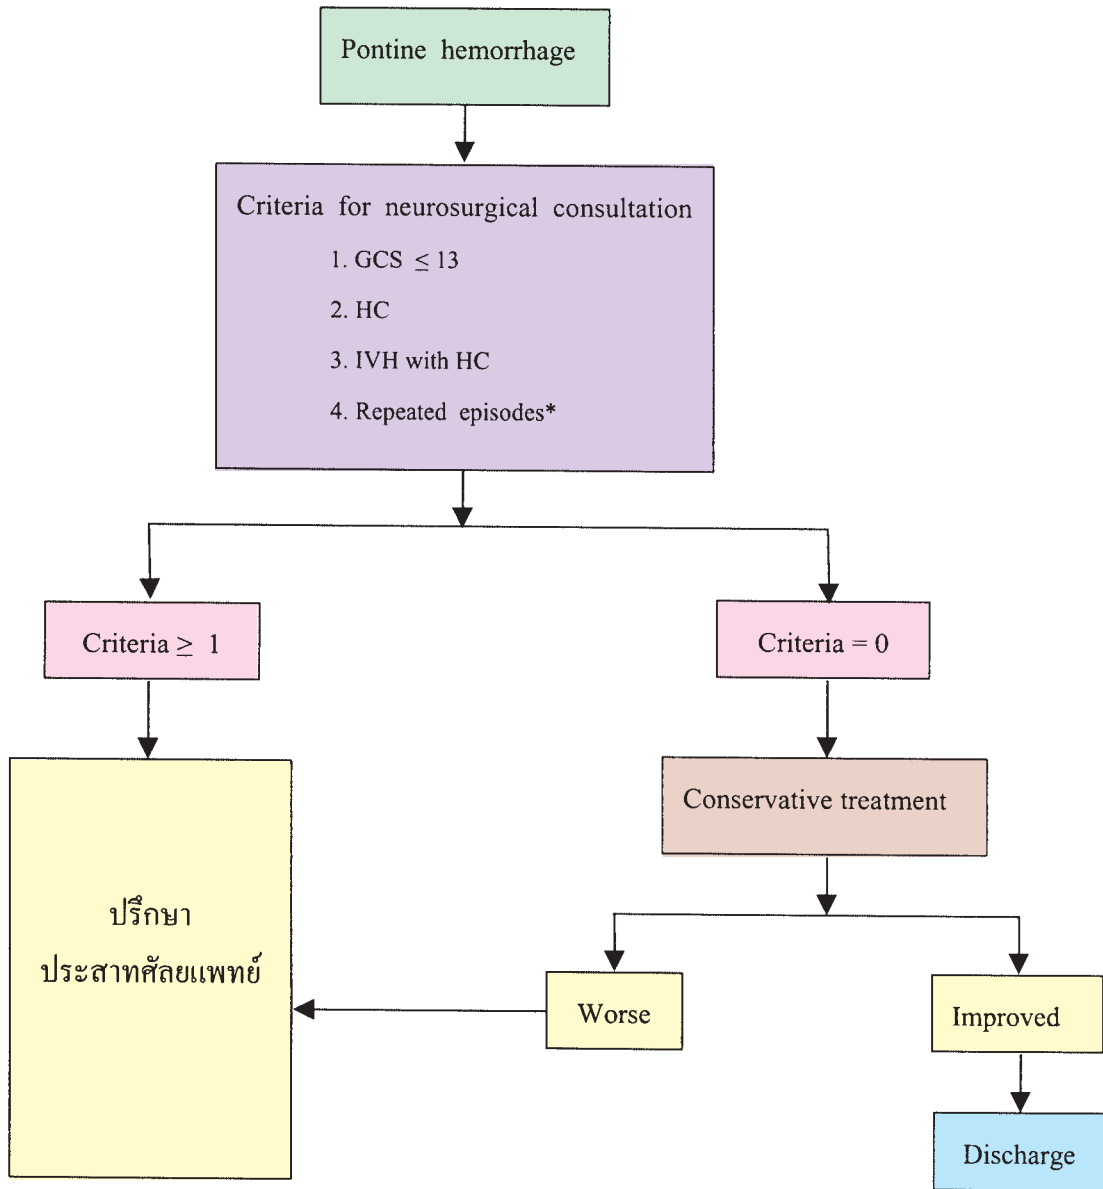 Pontine hemorrhage
Criteria for neurosurgical consultation
1. GCS ≤ 13
2. HC
3. IVH with HC
4. Repeated episodes*
Criteria ≥ 1
Criteria = 0
Conservative treatment
ปรึกษา
ประสาทศัลยแพทย์
Worse
Improved
Discharge